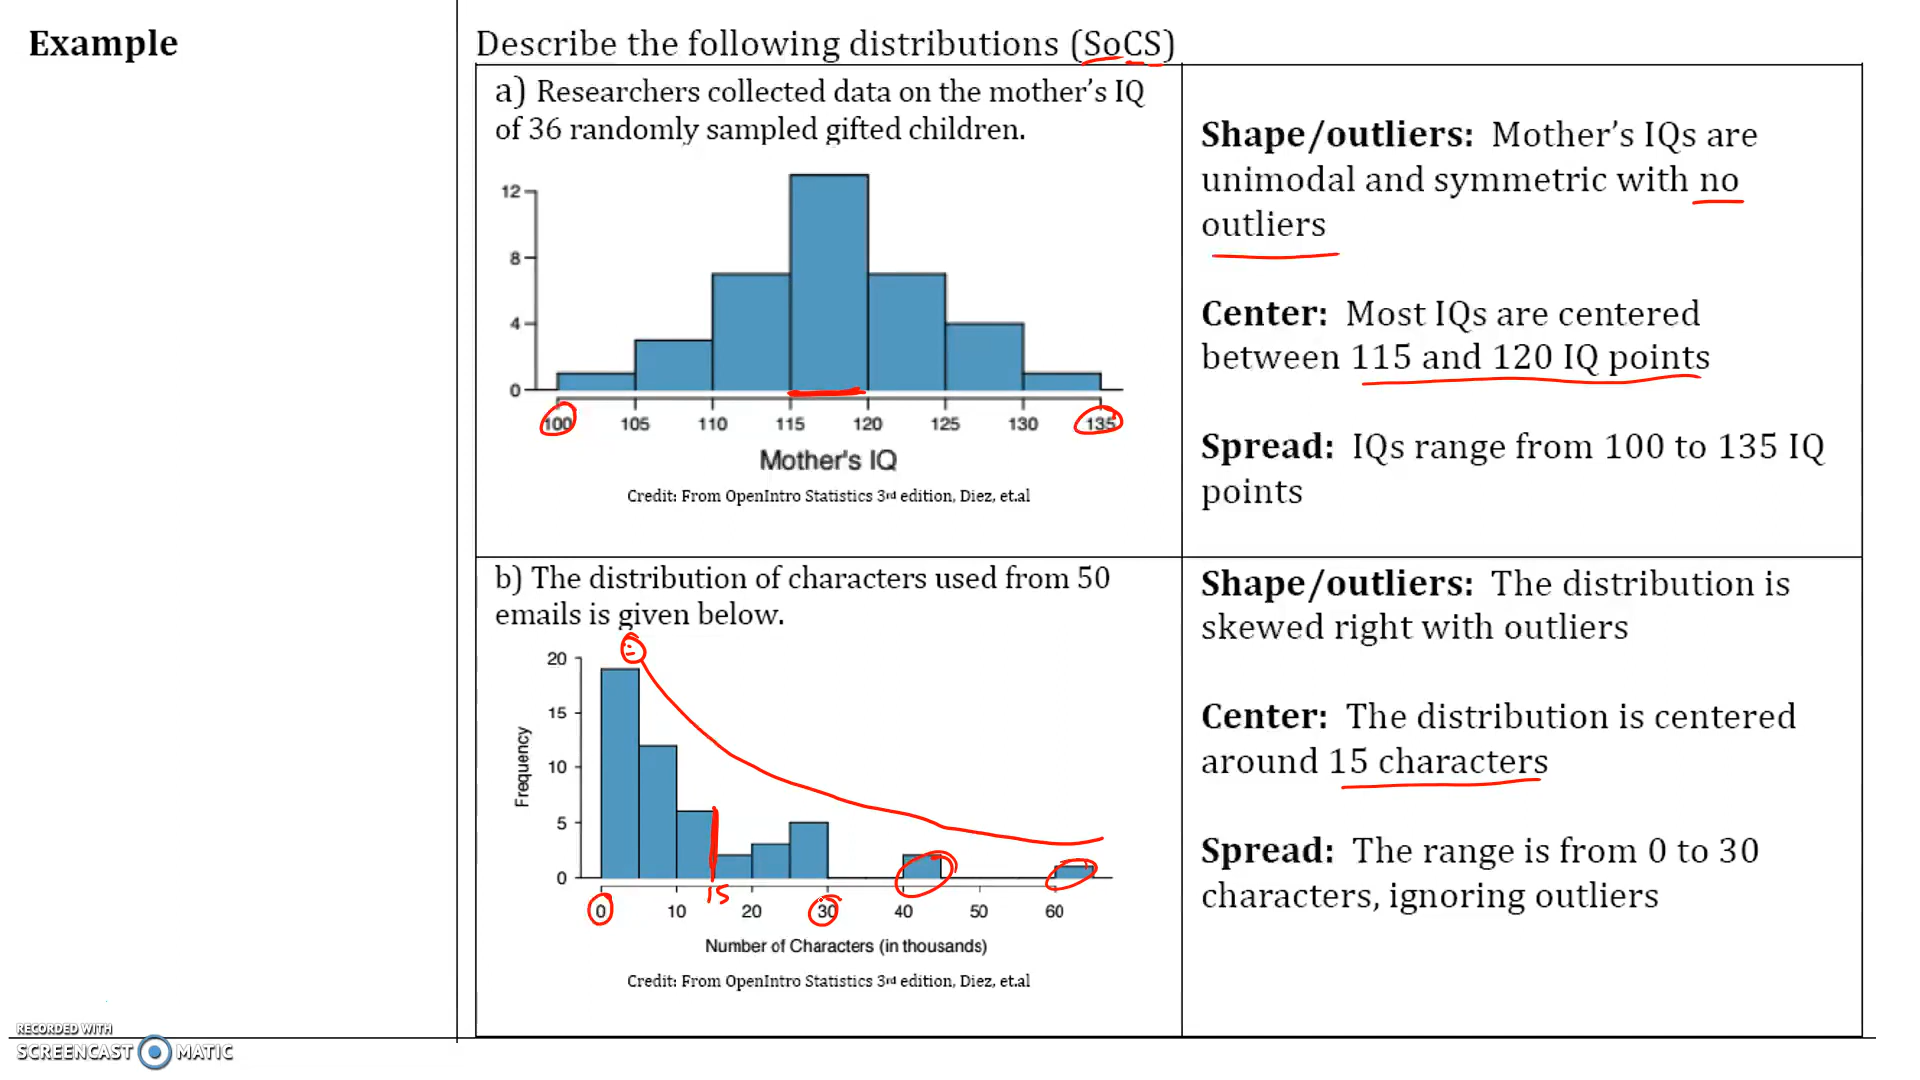 Example
Describe the following distributions (SoCS)
a) Researchers collected data on the mother's IQ
of 36 randomly sampled gifted children.
12
8
4
0
100 105 110 115 120 125 130 135
Mother's IQ
Credit: From OpenIntro Statistics 3rd edition, Diez, et.al
Shape/outliers: Mother's IQs are
unimodal and symmetric with no
outliers
Center: Most IQs are centered
between 115 and 120 IQ points
Spread: IQs range from 100 to 135 IQ
points
b) The distribution of characters used from 50
emails is given below.
20
15
10
5
0
Frequency
15
0 10 20 30 40 50 60
Number of Characters (in thousands)
Credit: From OpenIntro Statistics 3rd edition, Diez, et.al
Shape/outliers: The distribution is
skewed right with outliers
Center: The distribution is centered
around 15 characters
Spread: The range is from 0 to 30
characters, ignoring outliers
RECORDED WITH
SCREENCAST MATIC